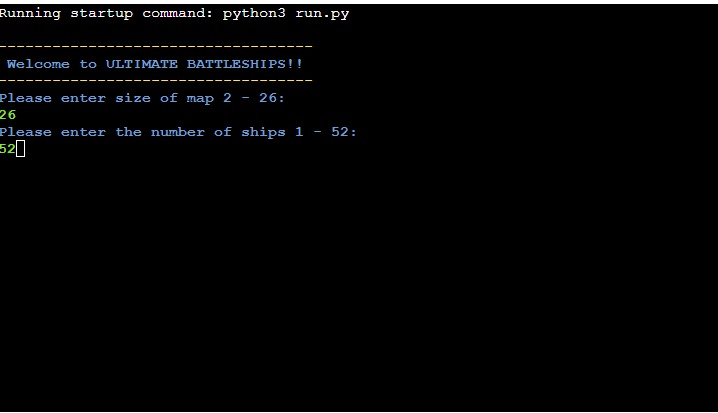 Running startup command: python3 run.py
-----------------------------------
Welcome to ULTIMATE BATTLESHIPS!!
-----------------------------------
Please enter size of map 2 - 26:
26
Please enter the number of ships 1 - 52:
52